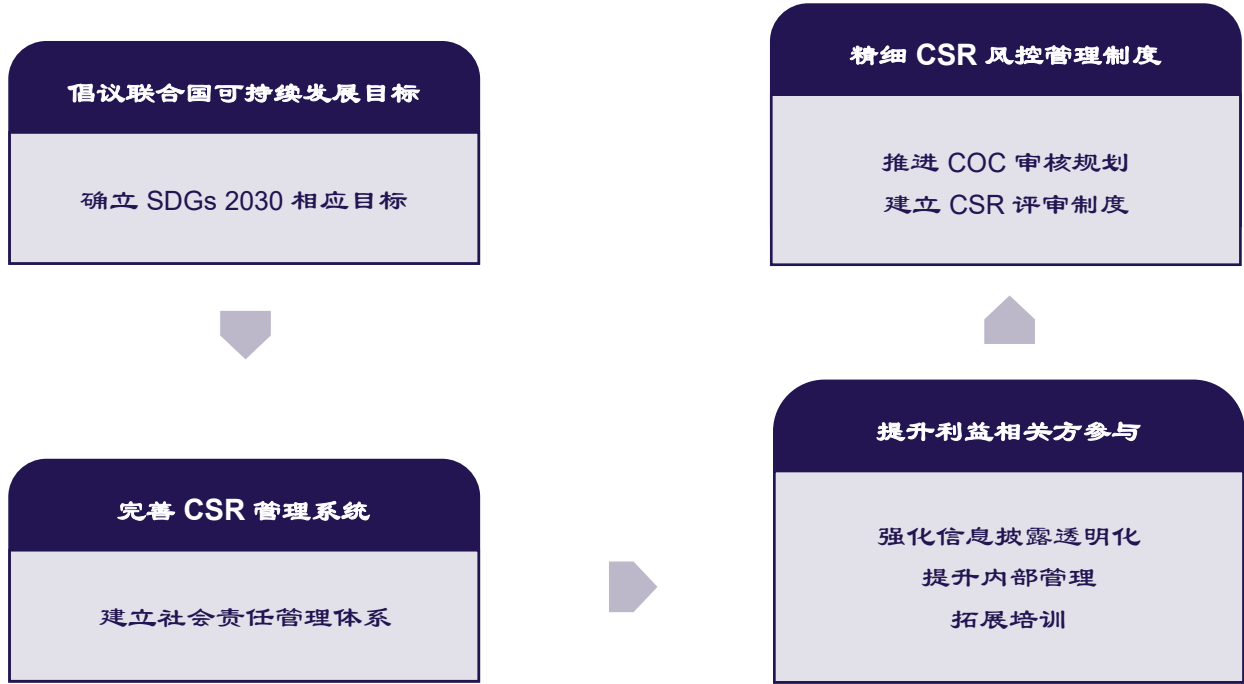 倡议联合国可持续发展目标
确立 SDGs 2030 相应目标
完善 CSR 管理系统
建立社会责任管理体系
提升利益相关方参与
强化信息披露透明化
提升内部管理
拓展培训
精细 CSR 风控管理制度
推进 COC 审核规划
建立 CSR 评审制度